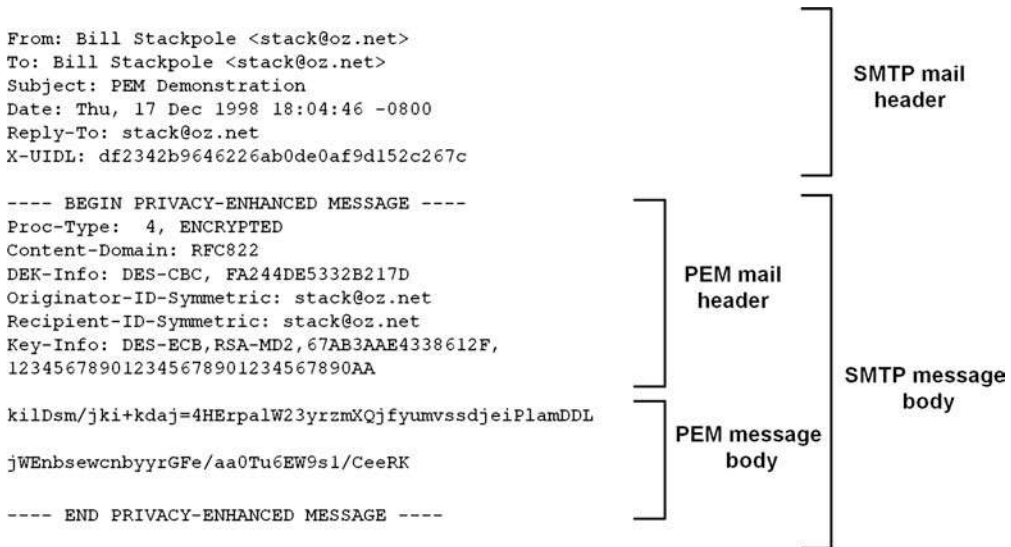 From: Bill Stackpole <stack@oz.net>
To: Bill Stackpole <stack@oz.net>
Subject: PEM Demonstration
Date: Thu, 17 Dec 1998 18:04:46 -0800
Reply-To: stack@oz.net
X-UIDL: df2342b9646226ab0de0af9d152c267c
SMTP mail
header
---- BEGIN PRIVACY-ENHANCED MESSAGE ----
Proc-Type: 4, ENCRYPTED
Content-Domain: RFC822
DEK-Info: DES-CBC, FA244DE5332B217D
Originator-ID-Symmetric: stack@oz.net
Recipient-ID-Symmetric: stack@oz.net
Key-Info: DES-ECB,RSA-MD2,67AB3AAE4338612F,
123456789012345678901234567890AA
PEM mail
header
kilDsm/jki+kdaj=4HErpalW23yrzmXQjfyumvssdjeiPlamDDL
jWEnbsewcnbyyrGFe/aa0Tu6EW9s1/CeeRK
---- END PRIVACY-ENHANCED MESSAGE ----
PEM message
body
SMTP message
body